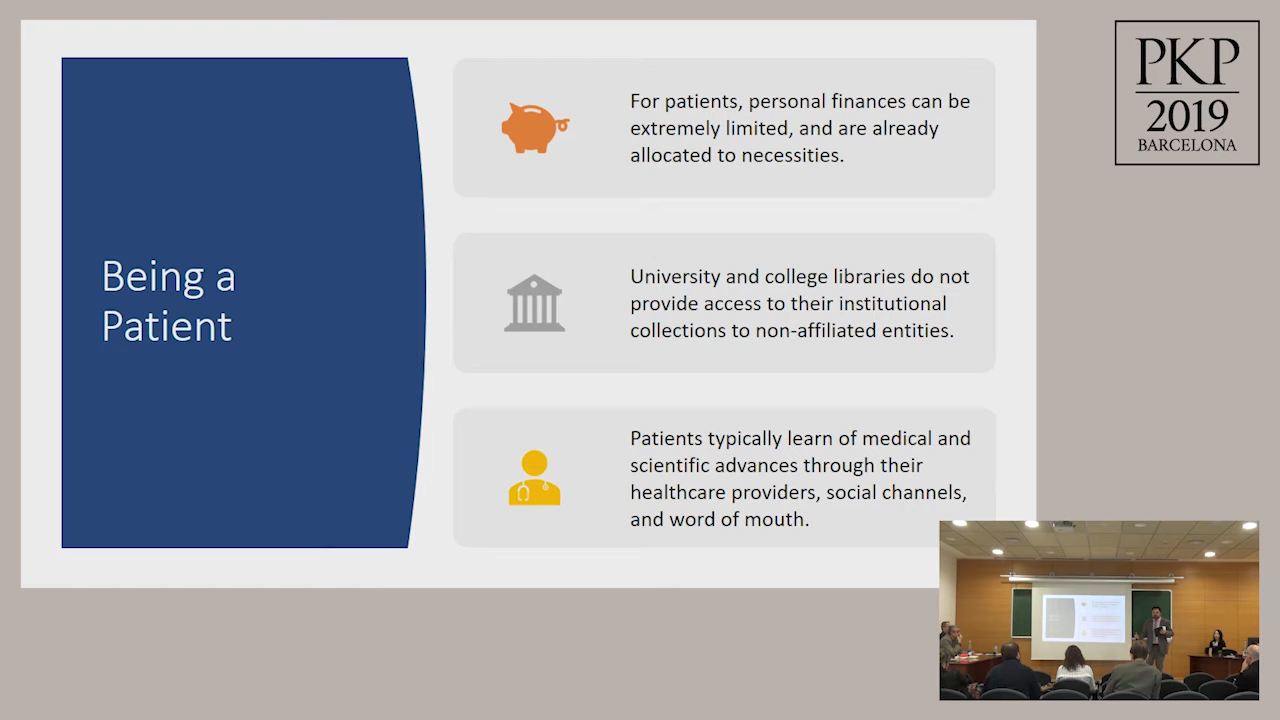 Being a
Patient
For patients, personal finances can be
extremely limited, and are already
allocated to necessities.
University and college libraries do not
provide access to their institutional
collections to non-affiliated entities.
Patients typically learn of medical and
scientific advances through their
healthcare providers, social channels,
and word of mouth.
PKP
2019
BARCELONA